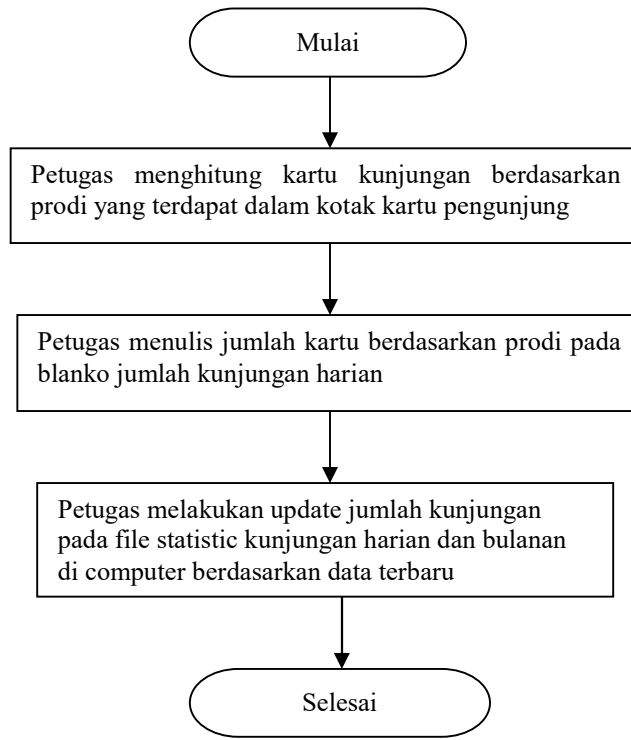 Mulai
Petugas menghitung kartu kunjungan berdasarkan
prodi yang terdapat dalam kotak kartu pengunjung
Petugas menulis jumlah kartu berdasarkan prodi pada
blanko jumlah kunjungan harian
Petugas melakukan update jumlah kunjungan
pada file statistic kunjungan harian dan bulanan
di computer berdasarkan data terbaru
Selesai